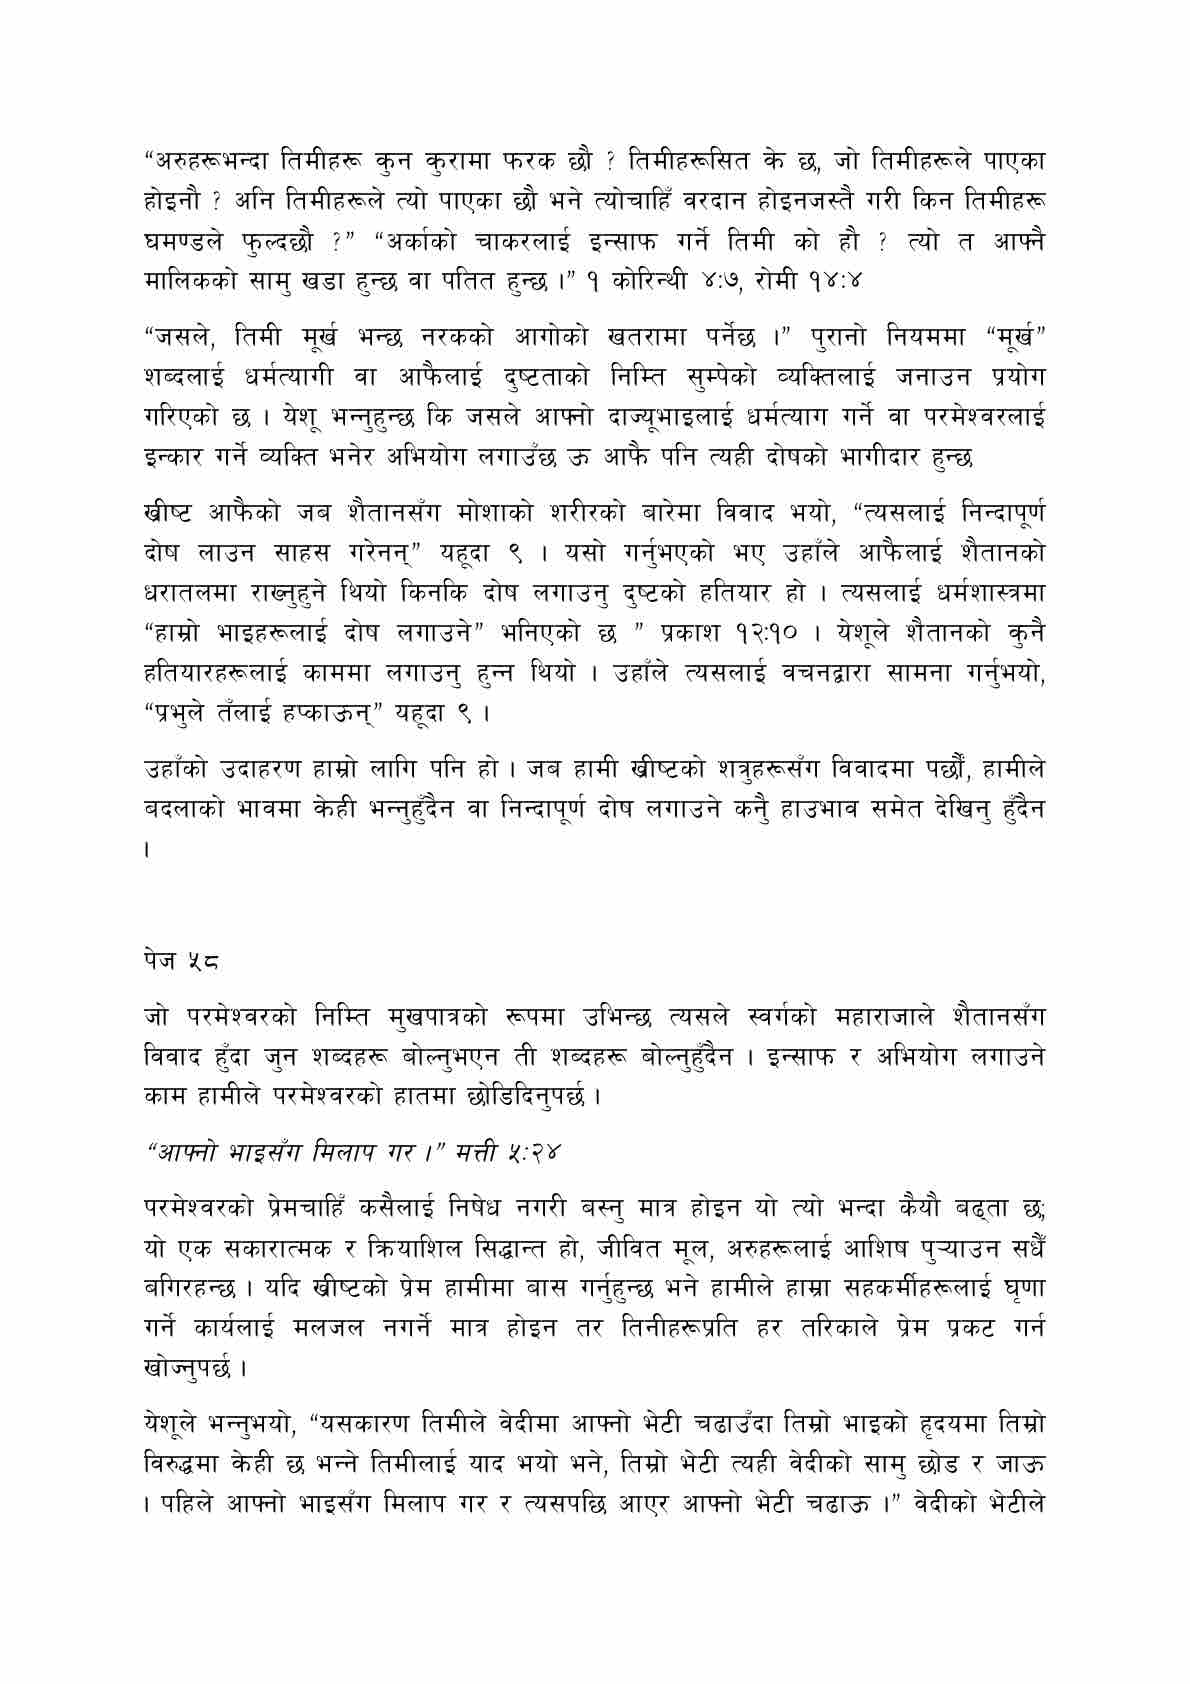 “अरुहरूभन्दा तिमीहरू कुन कुरामा फरक छौ ? तिमीहरूसित के छ, जो तिमीहरूले पाएका
होइनौ ? अनि तिमीहरूले त्यो पाएका छौ भने त्योचाहिँ वरदान होइनजस्तै गरी किन तिमीहरू
घमण्डले फुल्दछौ ?” “अर्काको चाकरलाई इन्साफ गर्ने तिमी को हौ ? त्यो त आफ्नै
मालिकको सामु खडा हुन्छ वा पतित हुन्छ ।” १ कोरिन्थी ४:७, रोमी १४:४
“जसले, तिमी मूर्ख भन्छ नरकको आगोको खतरामा पर्नेछ ।” पुरानो नियममा “मूर्ख”
शब्दलाई धर्मत्यागी वा आफैलाई दुष्टताको निम्ति सुम्पेको व्यक्तिलाई जनाउन प्रयोग
गरिएको छ । येशू भन्नुहुन्छ कि जसले आफ्नो दाज्यूभाइलाई धर्मत्याग गर्ने वा परमेश्वरलाई
इन्कार गर्ने व्यक्ति भनेर अभियोग लगाउँछ ऊ आफै पनि त्यही दोषको भागीदार हुन्छ
ख्रीष्ट आफैको जब शैतानसँग मोशाको शरीरको बारेमा विवाद भयो, “त्यसलाई निन्दापूर्ण
दोष लाउन साहस गरेनन्” यहूदा ९ । यसो गर्नुभएको भए उहाँले आफैलाई शैतानको
धरातलमा राख्नुहुने थियो किनकि दोष लगाउनु दुष्टको हतियार हो । त्यसलाई धर्मशास्त्रमा
“हाम्रो भाइहरूलाई दोष लगाउने” भनिएको छ ” प्रकाश १२:१० । येशूले शैतानको कुनै
हतियारहरूलाई काममा लगाउनु हुन्न थियो । उहाँले त्यसलाई वचनद्वारा सामना गर्नुभयो,
“प्रभुले तँलाई हप्काऊन्” यहूदा ९ ।
उहाँको उदाहरण हाम्रो लागि पनि हो । जब हामी ख्रीष्टको शत्रुहरूसँग विवादमा पर्छौं, हामीले
बदलाको भावमा केही भन्नुहुँदैन वा निन्दापूर्ण दोष लगाउने कनुै हाउभाव समेत देखिनु हुँदैन
।
पेज ५८
जो परमेश्वरको निम्ति मुखपात्रको रूपमा उभिन्छ त्यसले स्वर्गको महाराजाले शैतानसँग
विवाद हुँदा जुन शब्दहरू बोल्नुभएन ती शब्दहरू बोल्नुहुँदैन । इन्साफ र अभियोग लगाउने
काम हामीले परमेश्वरको हातमा छोडिदिनुपर्छ ।
“आफ्नो भाइसँग मिलाप गर ।” मत्ती ५:२४
परमेश्वरको प्रेमचाहिँ कसैलाई निषेध नगरी बस्नु मात्र होइन यो त्यो भन्दा कैयौ बढ्ता छ;
यो एक सकारात्मक र क्रियाशिल सिद्धान्त हो, जीवित मूल, अरुहरूलाई आशिष पुऱ्याउन सधैँ
बगिरहन्छ । यदि ख्रीष्टको प्रेम हामीमा बास गर्नुहुन्छ भने हामीले हाम्रा सहकर्मीहरूलाई घृणा
गर्ने कार्यलाई मलजल नगर्ने मात्र होइन तर तिनीहरूप्रति हर तरिकाले प्रेम प्रकट गर्न
खोज्नुपर्छ ।
येशूले भन्नुभयो, “यसकारण तिमीले वेदीमा आफ्नो भेटी चढाउँदा तिम्रो भाइको हृदयमा तिम्रो
विरुद्धमा केही छ भन्ने तिमीलाई याद भयो भने, तिम्रो भेटी त्यही वेदीको सामु छोड र जाऊ
। पहिले आफ्नो भाइसँग मिलाप गर र त्यसपछि आएर आफ्नो भेटी चढाऊ ।” वेदीको भेटीले